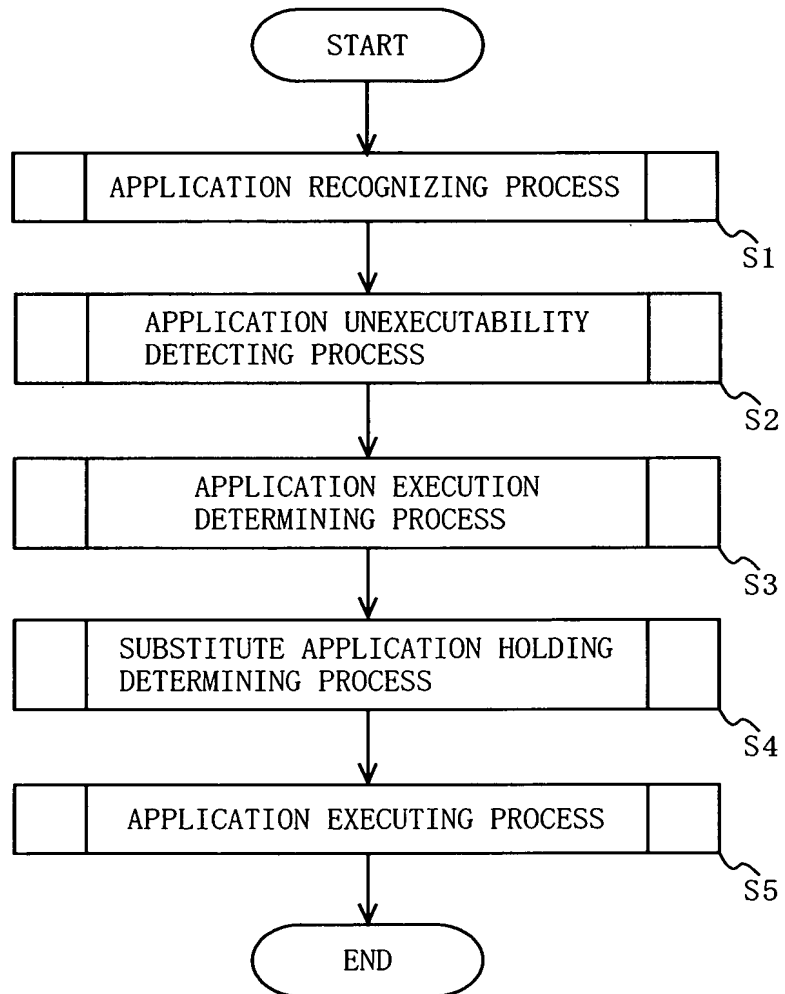 START
APPLICATION RECOGNIZING PROCESS
S1
APPLICATION UNEXECUTABILITY
DETECTING PROCESS
S2
APPLICATION EXECUTION
DETERMINING PROCESS
S3
SUBSTITUTE APPLICATION HOLDING
DETERMINING PROCESS
S4
APPLICATION EXECUTING PROCESS
S5
END